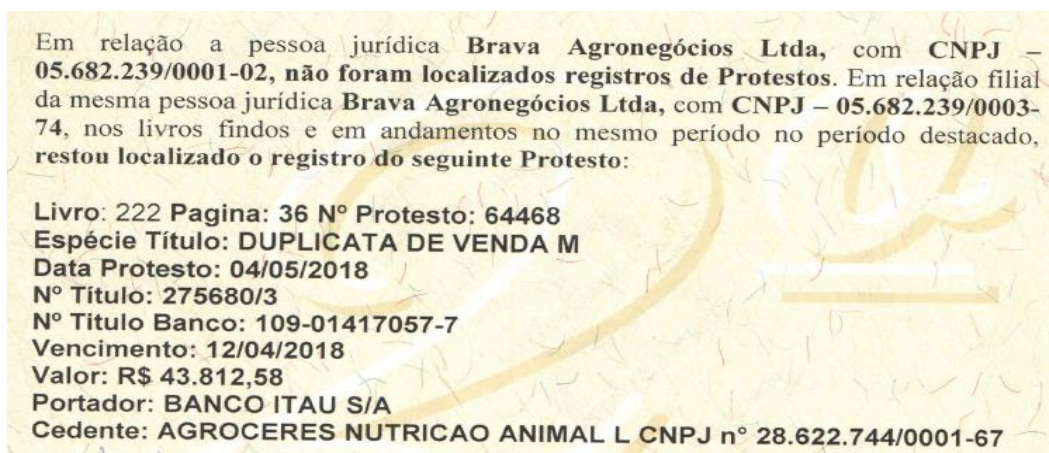 Em relação a pessoa jurídica Brava Agronegócios Ltda, com CNPJ –
05.682.239/0001-02, não foram localizados registros de Protestos. Em relação filial
da mesma pessoa jurídica Brava Agronegócios Ltda, com CNPJ – 05.682.239/0003-
74, nos livros findos e em andamentos no mesmo período no período destacado,
restou localizado o registro do seguinte Protesto:
Livro: 222 Pagina: 36 Nº Protesto: 64468
Espécie Título: DUPLICATA DE VENDA M
Data Protesto: 04/05/2018
Nº Título: 275680/3
Nº Titulo Banco: 109-01417057-7
Vencimento: 12/04/2018
Valor: R$ 43.812,58
Portador: BANCO ITAU S/A
Cedente: AGROCERES NUTRICAO ANIMAL L CNPJ nº 28.622.744/0001-67